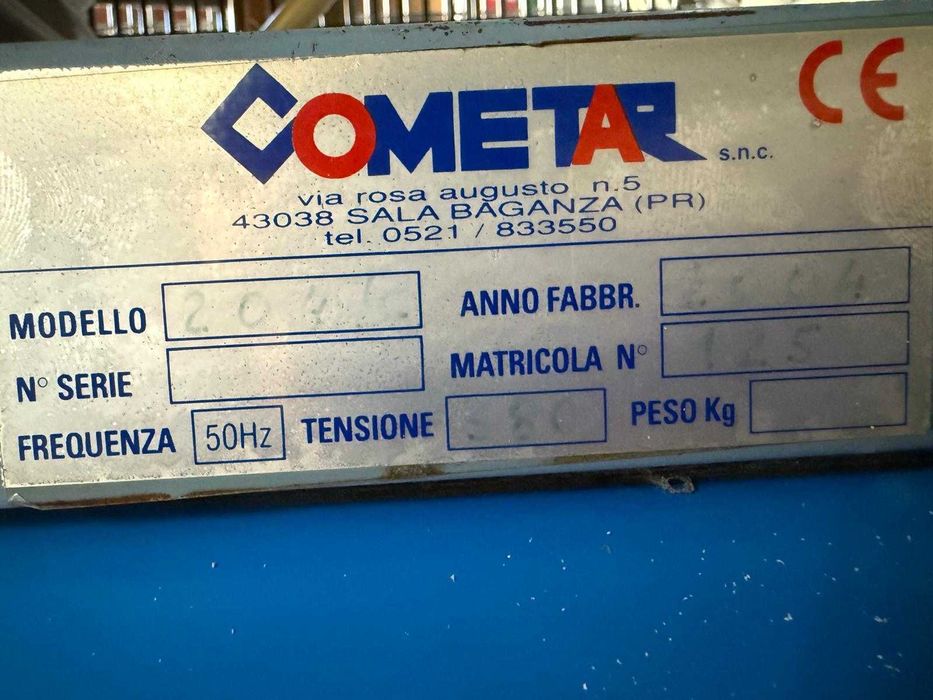 COMETAR s.n.c. CE
via rosa augusto n.5
43038 SALA BAGANZA (PR)
tel. 0521 / 833550
MODELLO ANNO FABBR.
N° SERIE MATRICOLA N°
FREQUENZA 50Hz TENSIONE PESO Kg